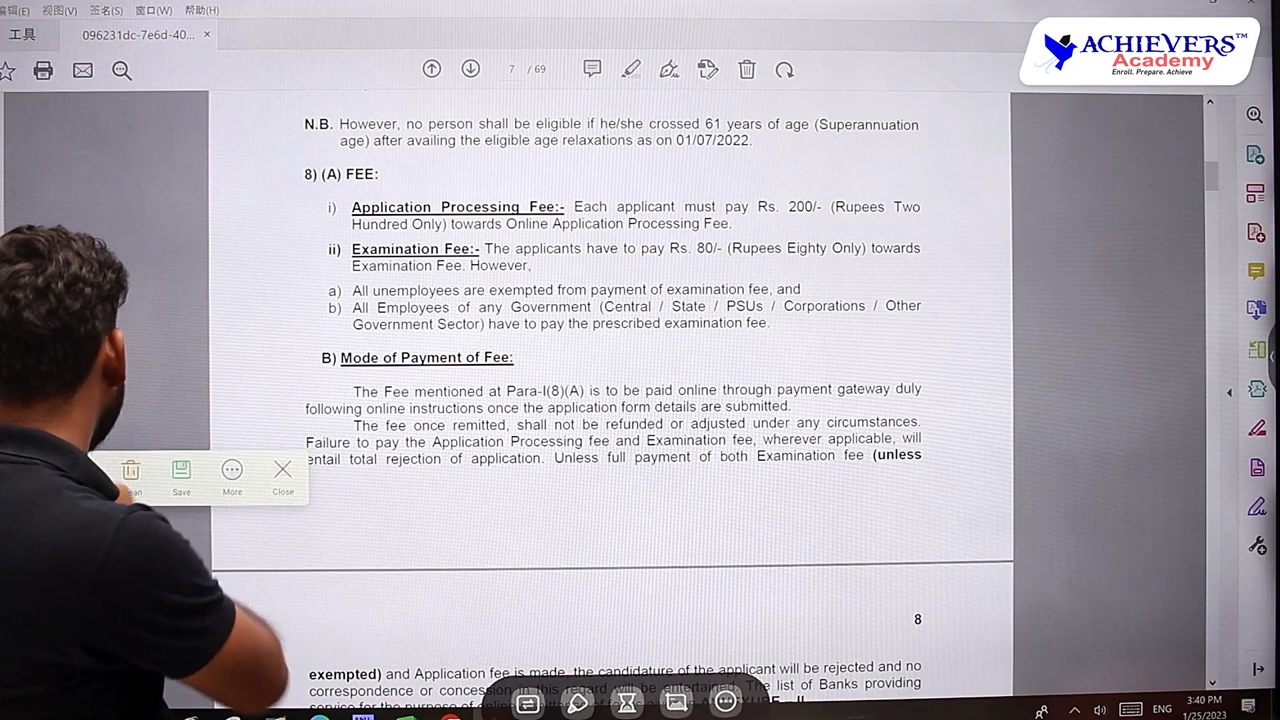 编辑(E) 视图(V) 签名(S) 窗口(W) 帮助(H)
工具 096231dc-7e6d-40... ×
/ 69
ACHIEVERS™
Academy
Enroll. Prepare. Achieve
N.B. However, no person shall be eligible if he/she crossed 61 years of age (Superannuation
age) after availing the eligible age relaxations as on 01/07/2022.
8) (A) FEE:
i) Application Processing Fee:- Each applicant must pay Rs. 200/- (Rupees Two
Hundred Only) towards Online Application Processing Fee.
ii) Examination Fee:- The applicants have to pay Rs. 80/- (Rupees Eighty Only) towards
Examination Fee. However,
a) All unemployees are exempted from payment of examination fee, and
b) All Employees of any Government (Central / State / PSUs / Corporations / Other
Government Sector) have to pay the prescribed examination fee.
B) Mode of Payment of Fee:
The Fee mentioned at Para-I(8)(A) is to be paid online through payment gateway duly
following online instructions once the application form details are submitted.
The fee once remitted, shall not be refunded or adjusted under any circumstances.
Failure to pay the Application Processing fee and Examination fee, wherever applicable, will
entail total rejection of application. Unless full payment of both Examination fee (unless
Save More Close
8
exempted) and Application fee is made, the candidature of the applicant will be rejected and no
correspondence or concession in this regard will be entertained. The list of Banks providing
service for the purpose of
ENG
3:40 PM
1/25/2023